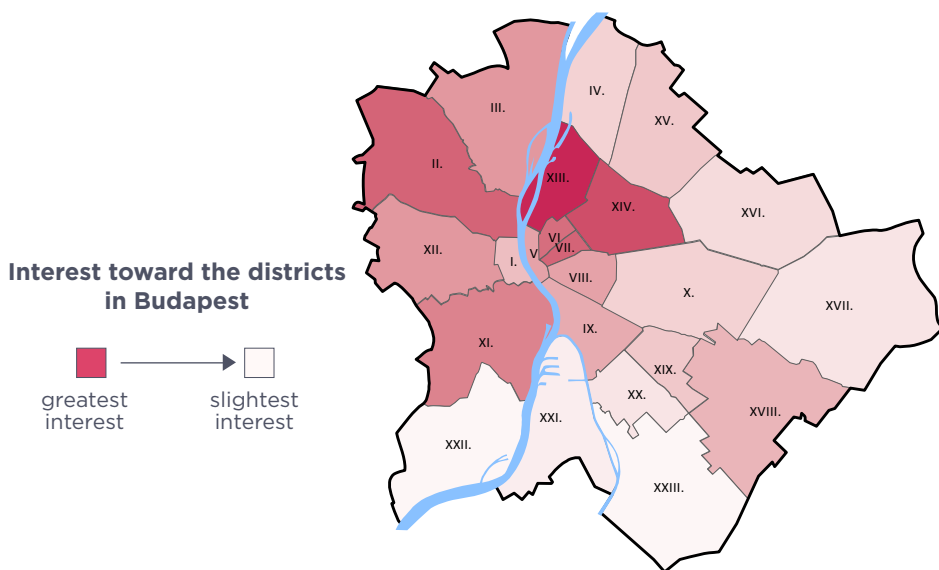 III.
IV.
XV.
II.
XIII.
XIV.
XVI.
XII.
I.
V.
VI.
VII.
VIII.
X.
XVII.
Interest toward the districts
in Budapest
greatest
interest
slightest
interest
XI.
IX.
XIX.
XX.
XVIII.
XXI.
XXII.
XXIII.